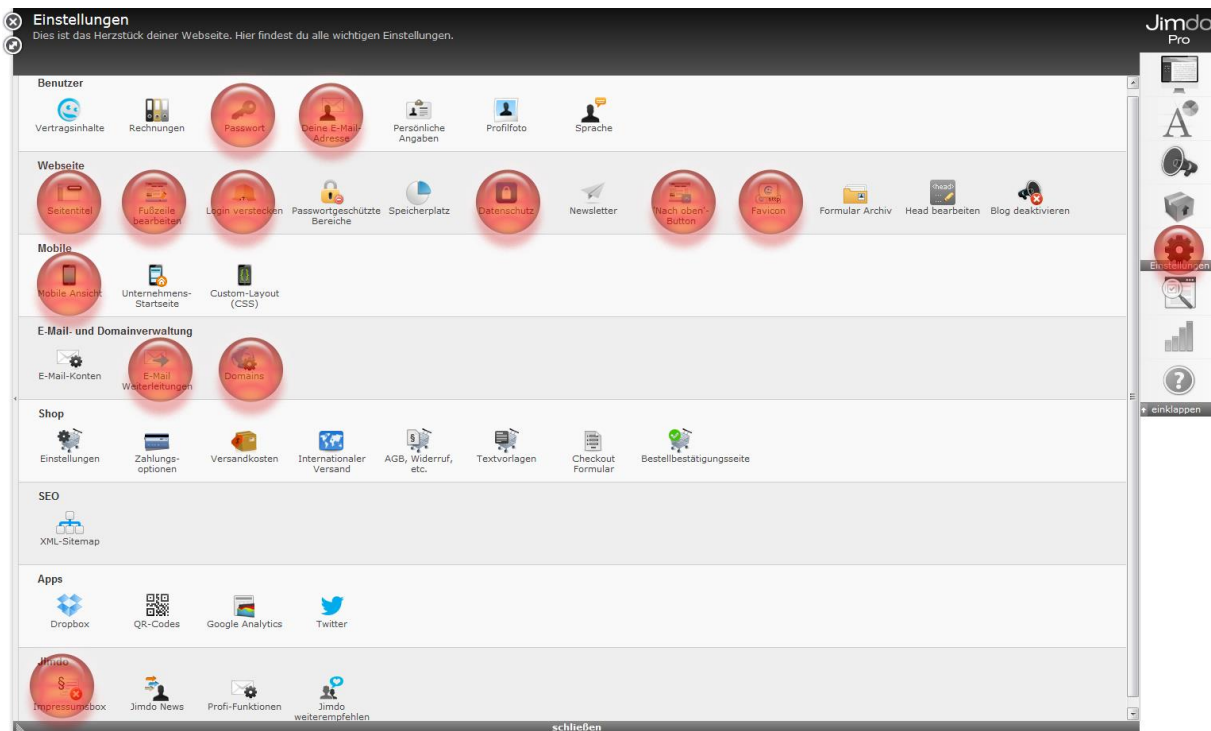 Einstellungen
Dies ist das Herzstück deiner Webseite. Hier findest du alle wichtigen Einstellungen.
Jimdo
Pro
Benutzer
Vertragsinhalte
Rechnungen
Passwort
Deine E-Mail-
Adresse
Persönliche
Angaben
Profilfoto
Sprache
Webseite
Seitentitel
Fußzeile
bearbeiten
Login verstecken
Passwortgeschützte
Bereiche
Speicherplatz
Datenschutz
Newsletter
'Nach oben'-
Button
Favicon
Formular Archiv
<head>
Head bearbeiten
Blog deaktivieren
Mobile
Mobile Ansicht
Unternehmens-
Startseite
Custom-Layout
(CSS)
E-Mail- und Domainverwaltung
E-Mail-Konten
E-Mail
Weiterleitungen
Domains
Shop
Einstellungen
Zahlungs-
optionen
Versandkosten
Internationaler
Versand
AGB, Widerruf,
etc.
Textvorlagen
Checkout
Formular
Bestellbestätigungsseite
SEO
XML-Sitemap
Apps
Dropbox
QR-Codes
Google Analytics
Twitter
Jimdo
Impressumsbox
Jimdo News
Profi-Funktionen
Jimdo
weiterempfehlen
schließen
Einstellungen
einklappen